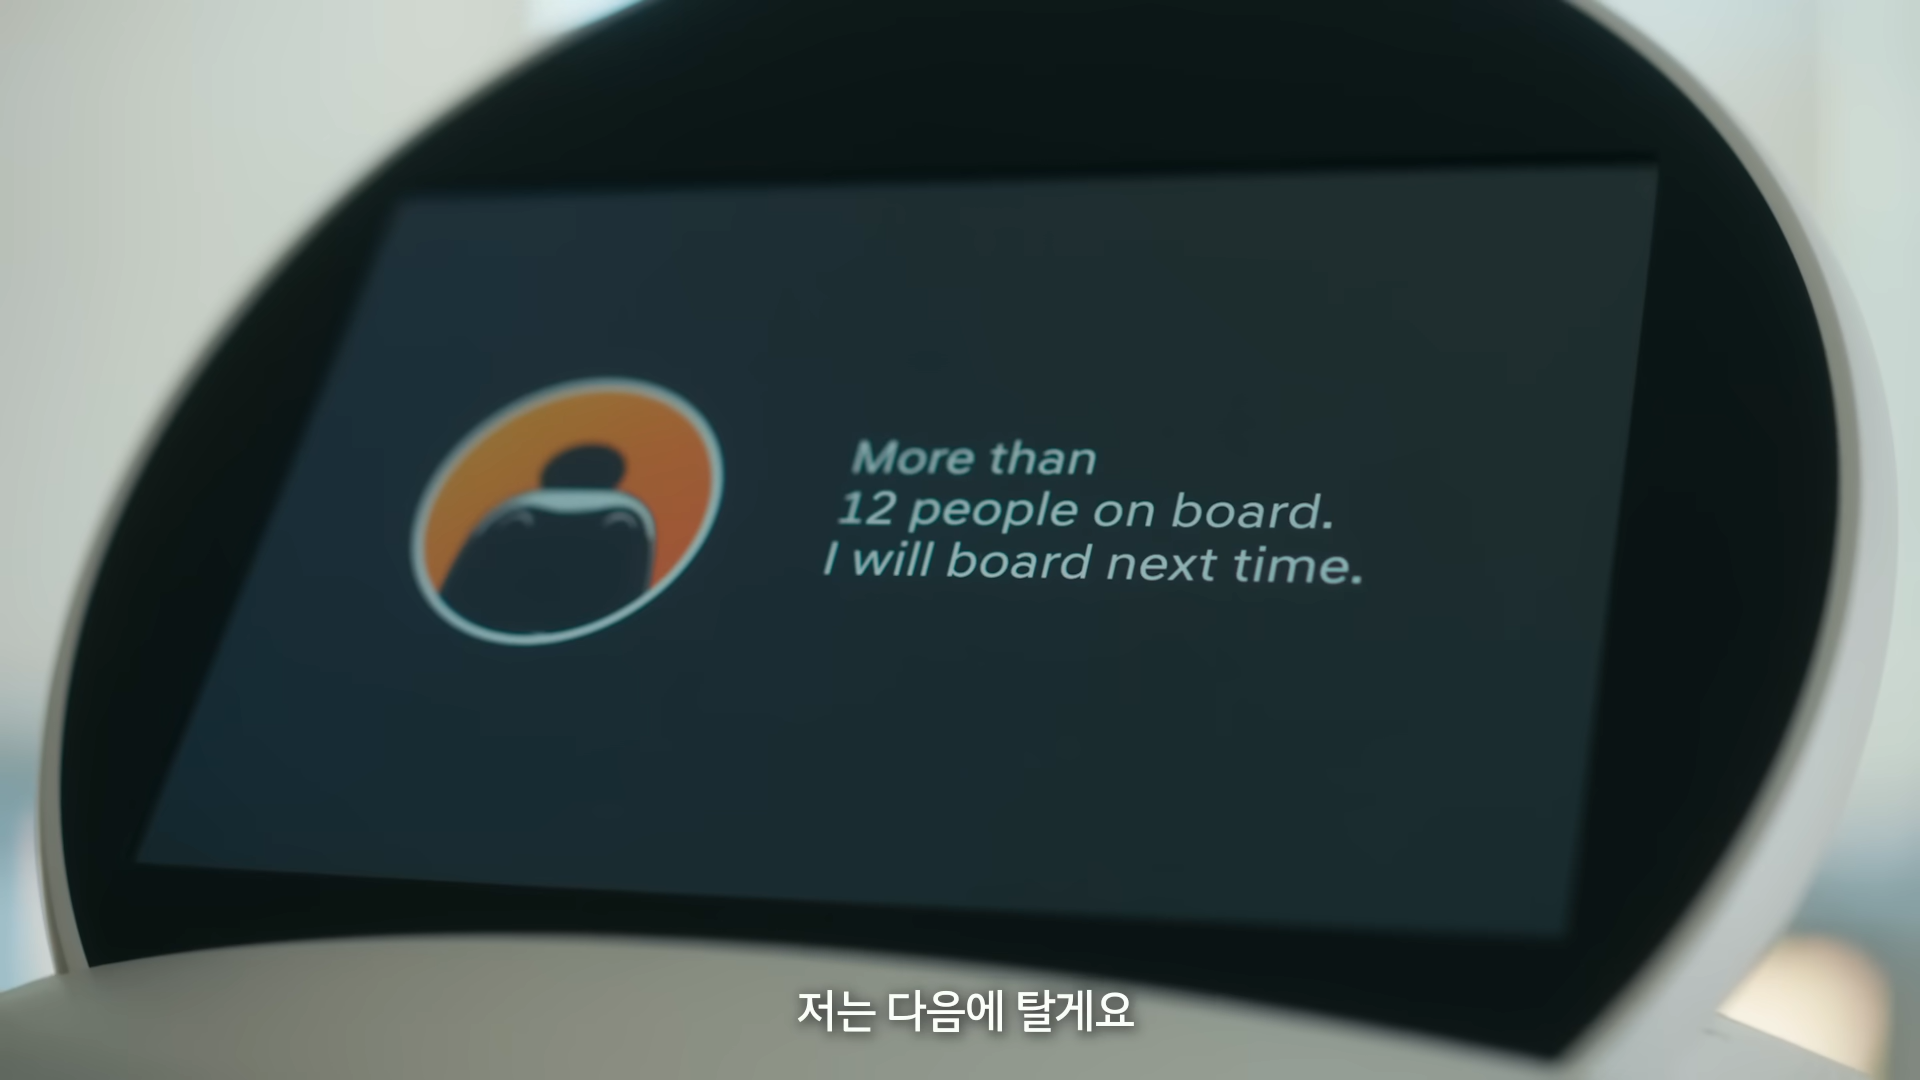 More than
12 people on board.
I will board next time.
저는 다음에 탈게요